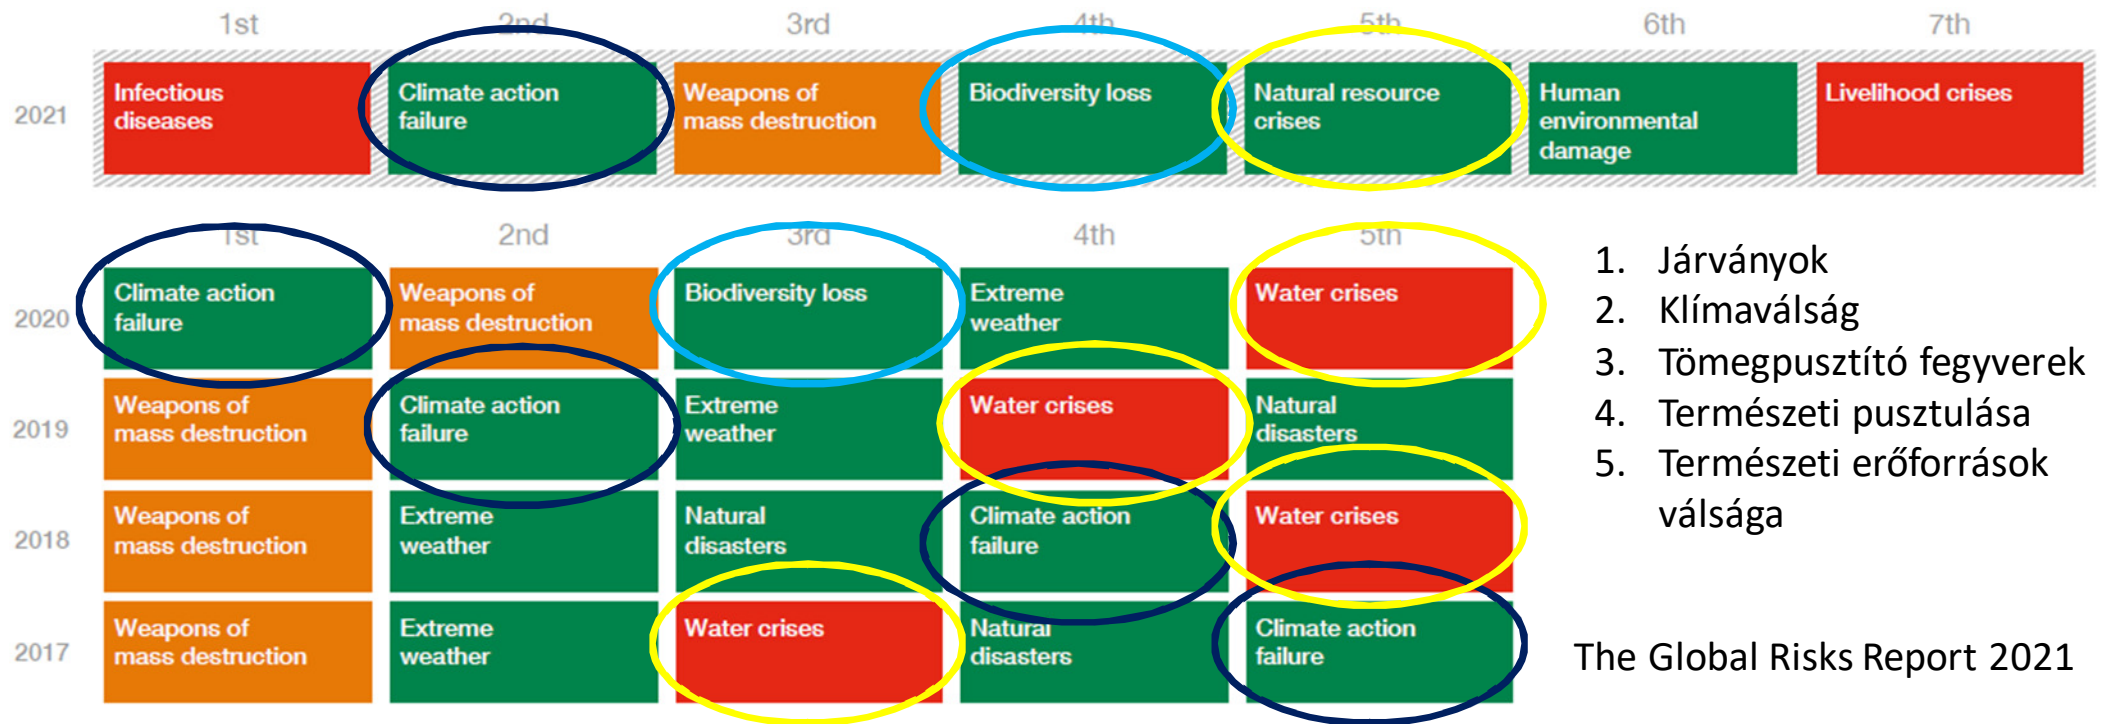 1st 2nd 3rd 4th 5th 6th 7th
2021
Infectious
diseases
Climate action
failure
Weapons of
mass destruction
Biodiversity loss
Natural resource
crises
Human
environmental
damage
Livelihood crises
1st 2nd 3rd 4th 5th
2020
Climate action
failure
Weapons of
mass destruction
Biodiversity loss
Extreme
weather
Water crises
2019
Weapons of
mass destruction
Climate action
failure
Extreme
weather
Water crises
Natural
disasters
2018
Weapons of
mass destruction
Extreme
weather
Natural
disasters
Climate action
failure
Water crises
2017
Weapons of
mass destruction
Extreme
weather
Water crises
Natural
disasters
Climate action
failure
1. Járványok
2. Klímaválság
3. Tömegpusztító fegyverek
4. Természeti pusztulása
5. Természeti erőforrások
válsága
The Global Risks Report 2021